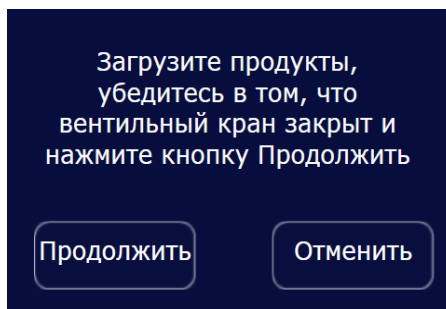 Загрузите продукты,
убедитесь в том, что
вентильный кран закрыт и
нажмите кнопку Продолжить
Продолжить
Отменить